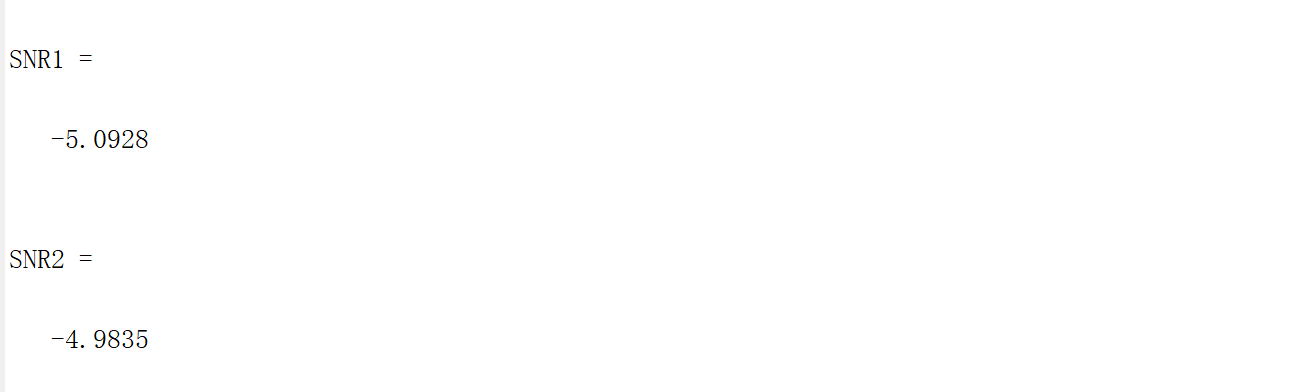 SNR1 =
-5.0928
SNR2 =
-4.9835